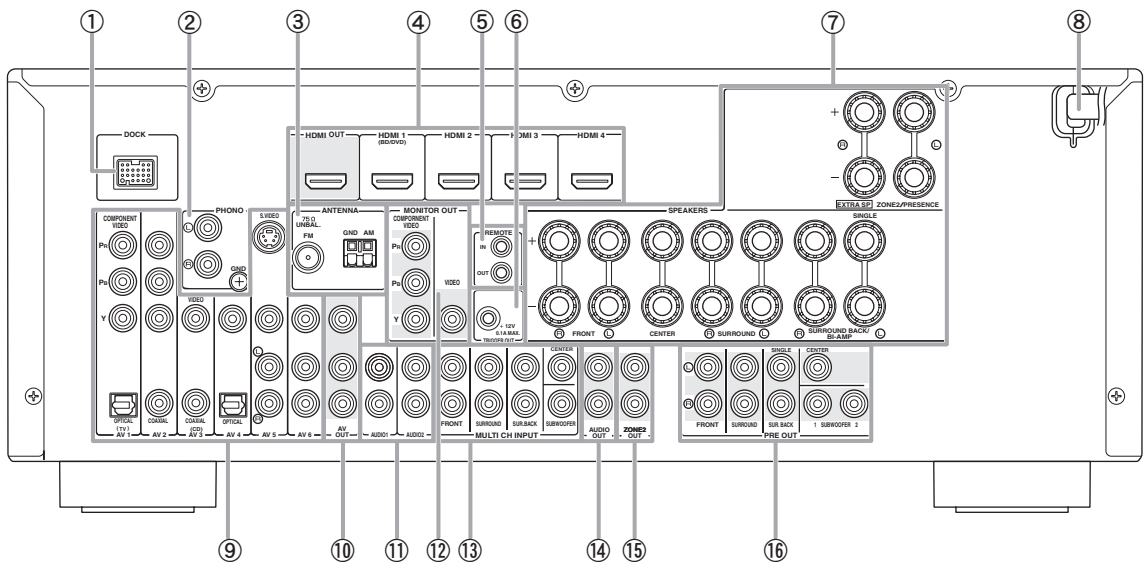 ① ② ③ ④ ⑤ ⑥ ⑦ ⑧
DOCK
HDMI OUT
HDMI 1
(BD/DVD)
HDMI 2
HDMI 3
HDMI 4
+
R
L
–
EXTRA SP
ZONE2/PRESENCE
COMPONENT
VIDEO
PR
PB
Y
PHONO
L
R
GND
S.VIDEO
ANTENNA
75Ω
UNBAL.
FM
GND AM
MONITOR OUT
COMPORNENT
VIDEO
PR
PB
Y
VIDEO
REMOTE
IN
OUT
+ 12V
0.1A MAX.
TRIGGER OUT
SPEAKERS
SINGLE
+
–
R FRONT L
CENTER
R SURROUND L
R SURROUND BACK/
BI-AMP L
VIDEO
L
R
OPTICAL
(TV)
AV 1
COAXIAL
AV 2
COAXIAL
(CD)
AV 3
OPTICAL
AV 4
AV 5
AV 6
AV
OUT
AUDIO1
AUDIO2
CENTER
FRONT
SURROUND
SUR.BACK
SUBWOOFER
MULTI CH INPUT
AUDIO
OUT
ZONE2
OUT
L
R
SINGLE
CENTER
FRONT
SURROUND
SUR. BACK
1 SUBWOOFER 2
PRE OUT
⑨ ⑩ ⑪ ⑫ ⑬ ⑭ ⑮ ⑯